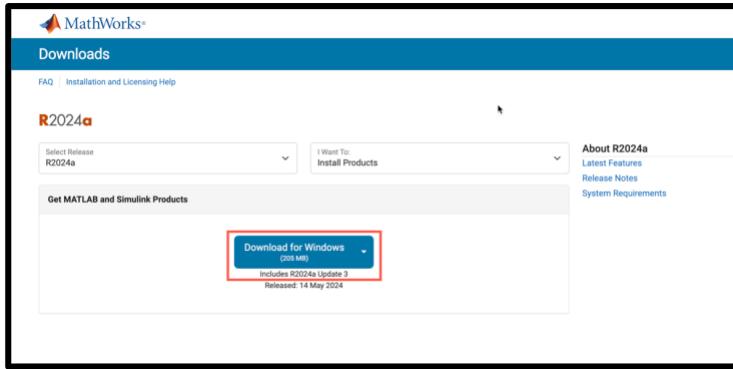 MathWorks®
Downloads
FAQ | Installation and Licensing Help
R2024a
Select Release
R2024a
I Want To:
Install Products
About R2024a
Latest Features
Release Notes
System Requirements
Get MATLAB and Simulink Products
Download for Windows
(205 MB)
Includes R2024a Update 3
Released: 14 May 2024